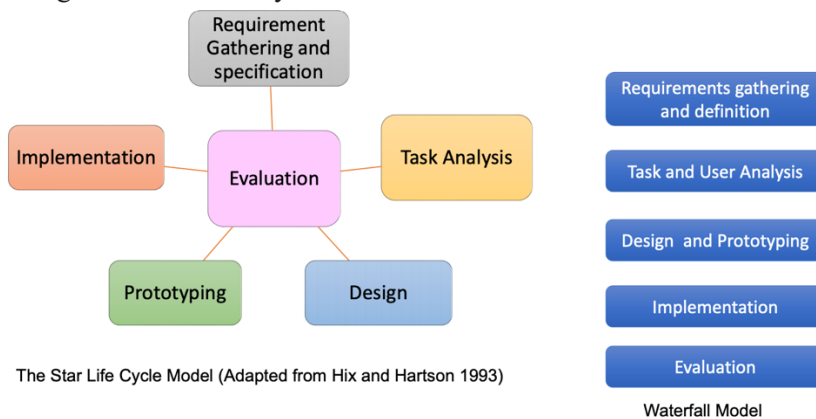 Requirement
Gathering and
specification
Implementation
Evaluation
Task Analysis
Prototyping
Design
The Star Life Cycle Model (Adapted from Hix and Hartson 1993)
Requirements gathering
and definition
Task and User Analysis
Design and Prototyping
Implementation
Evaluation
Waterfall Model